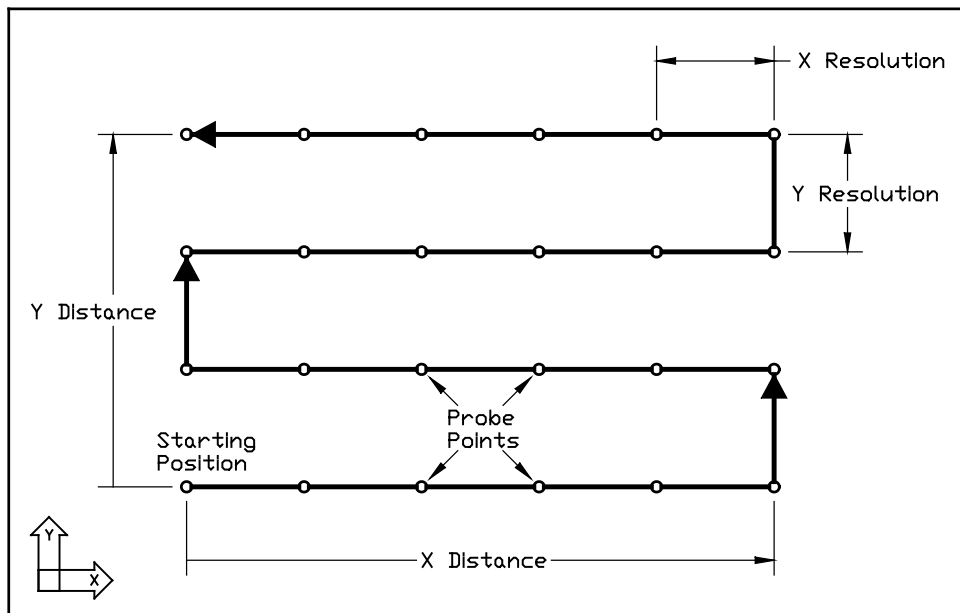 X Resolution
Y Resolution
Y Distance
Probe
Points
Starting
Position
X Distance
Y
X